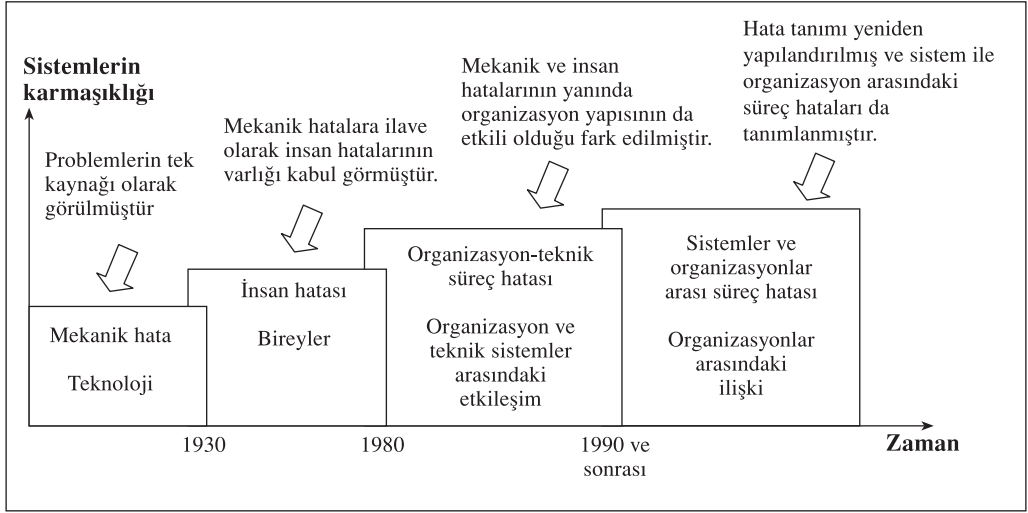 Sistemlerin
karmaşıklığı
Problemlerin tek
kaynağı olarak
görülmüştür
Mekanik hatalara ilave
olarak insan hatalarının
varlığı kabul görmüştür.
Mekanik ve insan
hatalarının yanında
organizasyon yapısının da
etkili olduğu fark edilmiştir.
Hata tanımı yeniden
yapılandırılmış ve sistem ile
organizasyon arasındaki
süreç hataları da
tanımlanmıştır.
Mekanik hata
Teknoloji
İnsan hatası
Bireyler
Organizasyon-teknik
süreç hatası
Organizasyon ve
teknik sistemler
arasındaki
etkileşim
Sistemler ve
organizasyonlar
arası süreç hatası
Organizasyonlar
arasındaki
ilişki
1930
1980
1990 ve
sonrası
Zaman